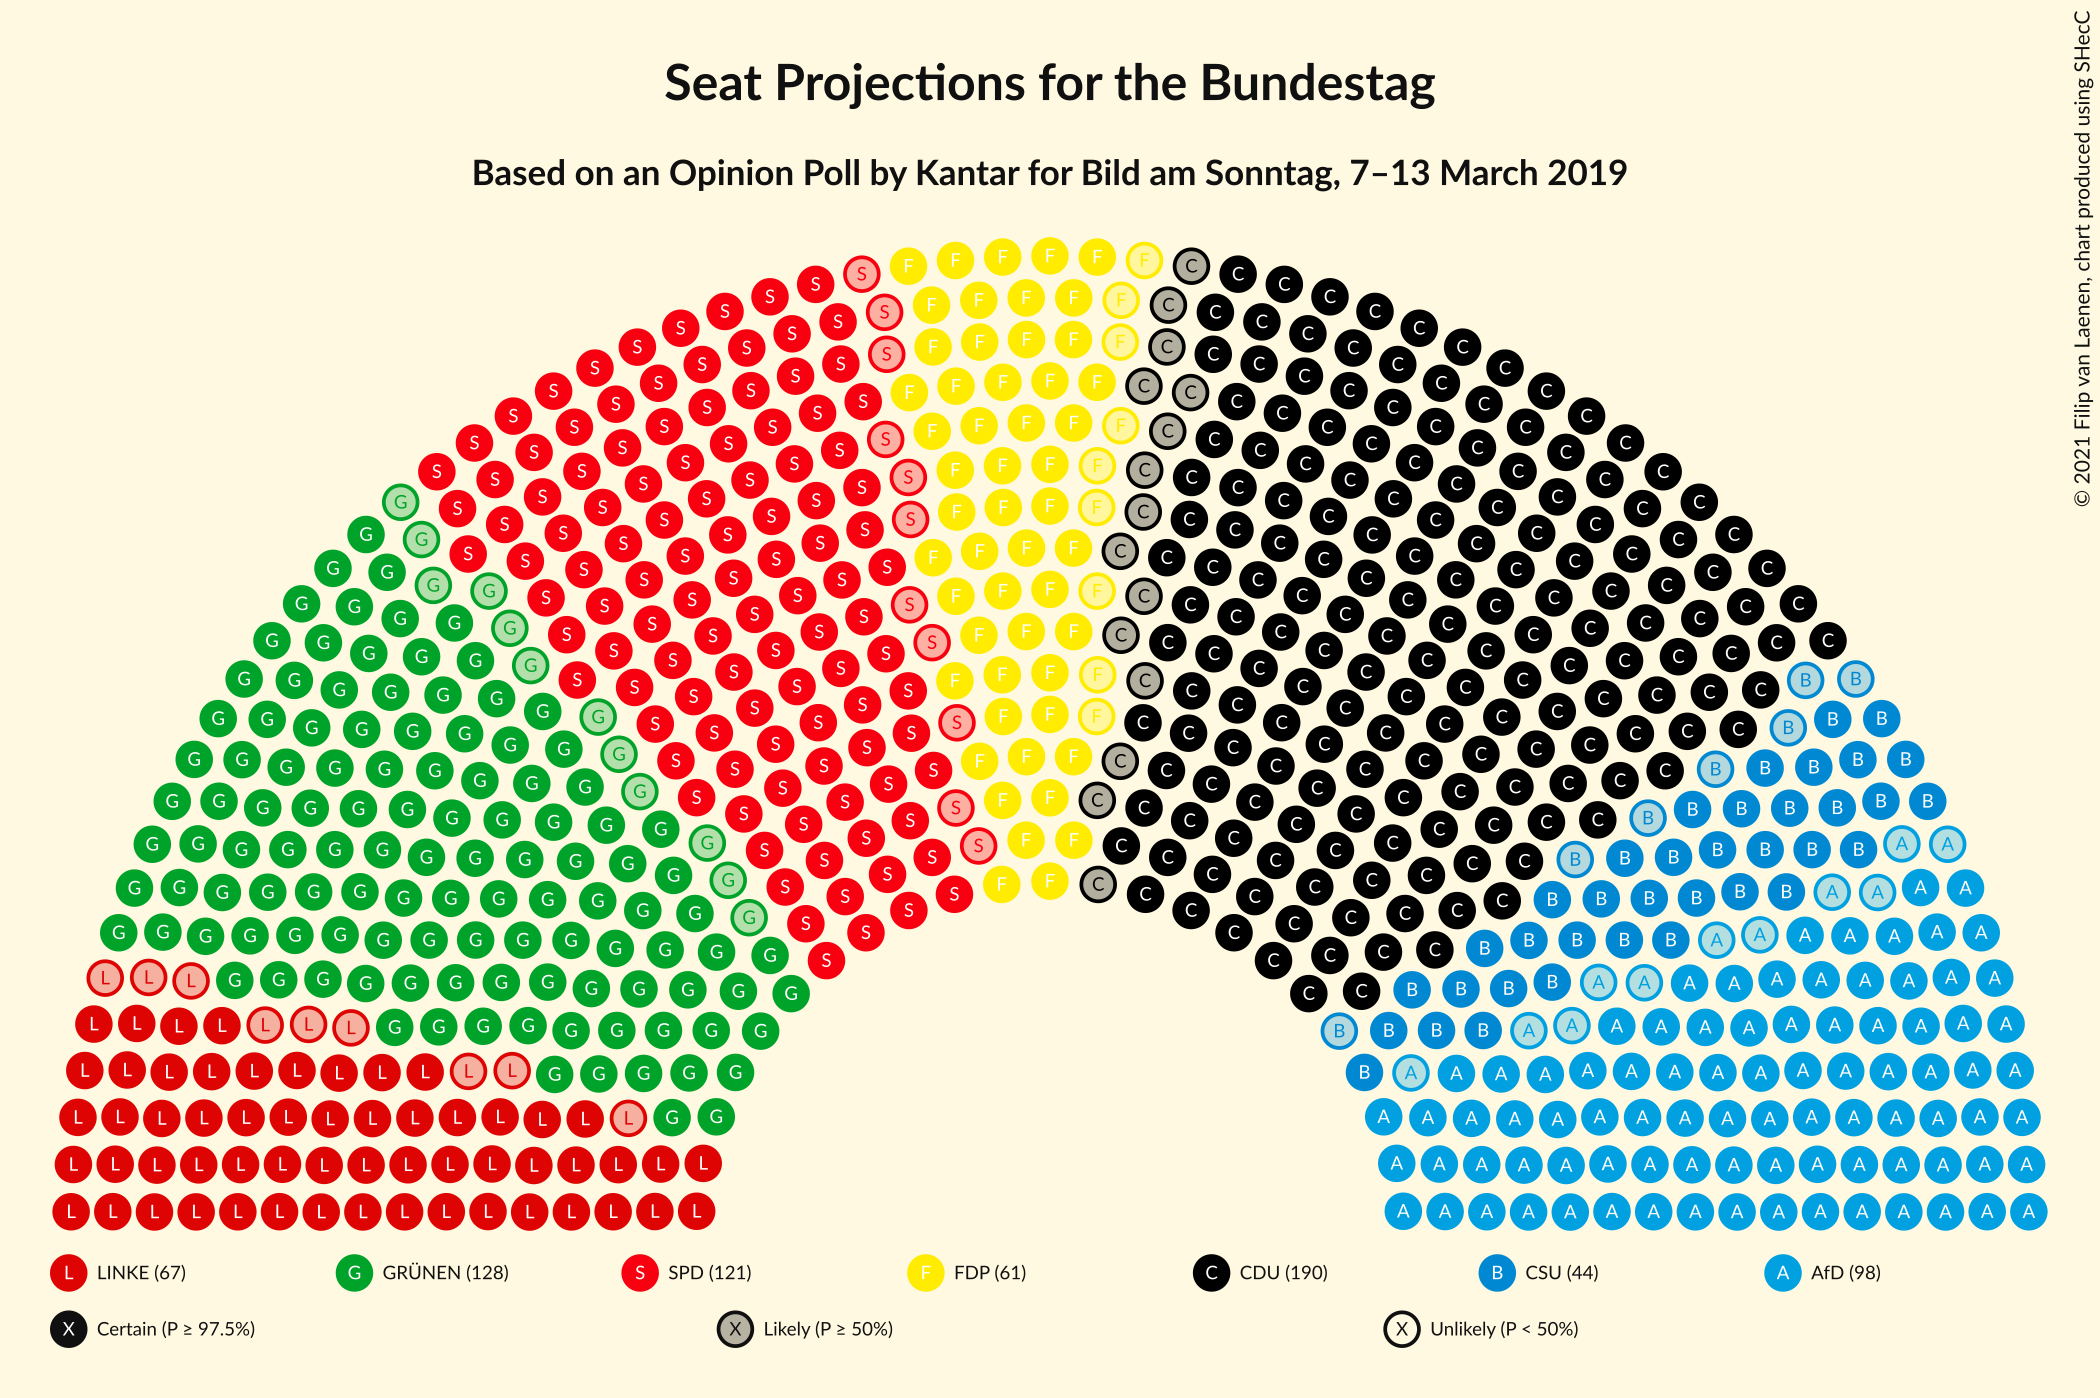 Seat Projections for the Bundestag
Based on an Opinion Poll by Kantar for Bild am Sonntag, 7–13 March 2019
© 2021 Filip van Laenen, chart produced using SHecC
L LINKE (67) G GRÜNEN (128) S SPD (121) F FDP (61) C CDU (190) B CSU (44) A AfD (98)
X Certain (P ≥ 97.5%) X Likely (P ≥ 50%) X Unlikely (P < 50%)